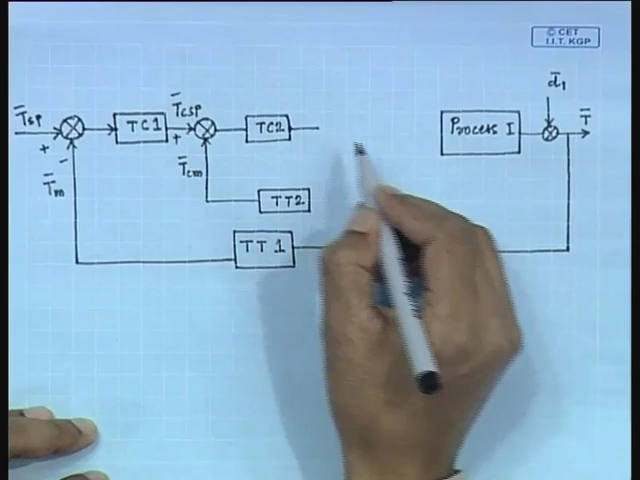 © CET
I.I.T. KGP
T̄sp
+
-
TC1
T̄csp
+
TC2
Process I
d̄1
T̄
T̄m
T̄cm
TT2
TT1